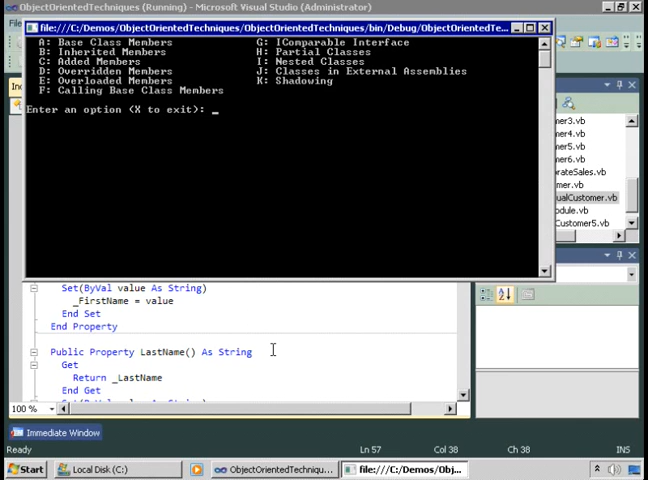 ObjectOrientedTechniques (Running) - Microsoft Visual Studio (Administrator)
file:///C:/Demos/ObjectOrientedTechniques/ObjectOrientedTechniques/bin/Debug/ObjectOrientedTe...
A: Base Class Members
G: IComparable Interface
B: Inherited Members
H: Partial Classes
C: Added Members
I: Nested Classes
D: Overridden Members
J: Classes in External Assemblies
E: Overloaded Members
K: Shadowing
F: Calling Base Class Members
Enter an option (X to exit): _
mer3.vb
mer4.vb
mer5.vb
mer6.vb
rateSales.vb
mer.vb
ualCustomer.vb
odule.vb
Customer5.vb
Set(ByVal value As String)
_FirstName = value
End Set
End Property
Public Property LastName() As String
Get
Return _LastName
End Get
100 %
Immediate Window
Ready
Ln 57
Col 38
Ch 38
INS
Start
Local Disk (C:)
ObjectOrientedTechniqu...
file:///C:/Demos/Obj...